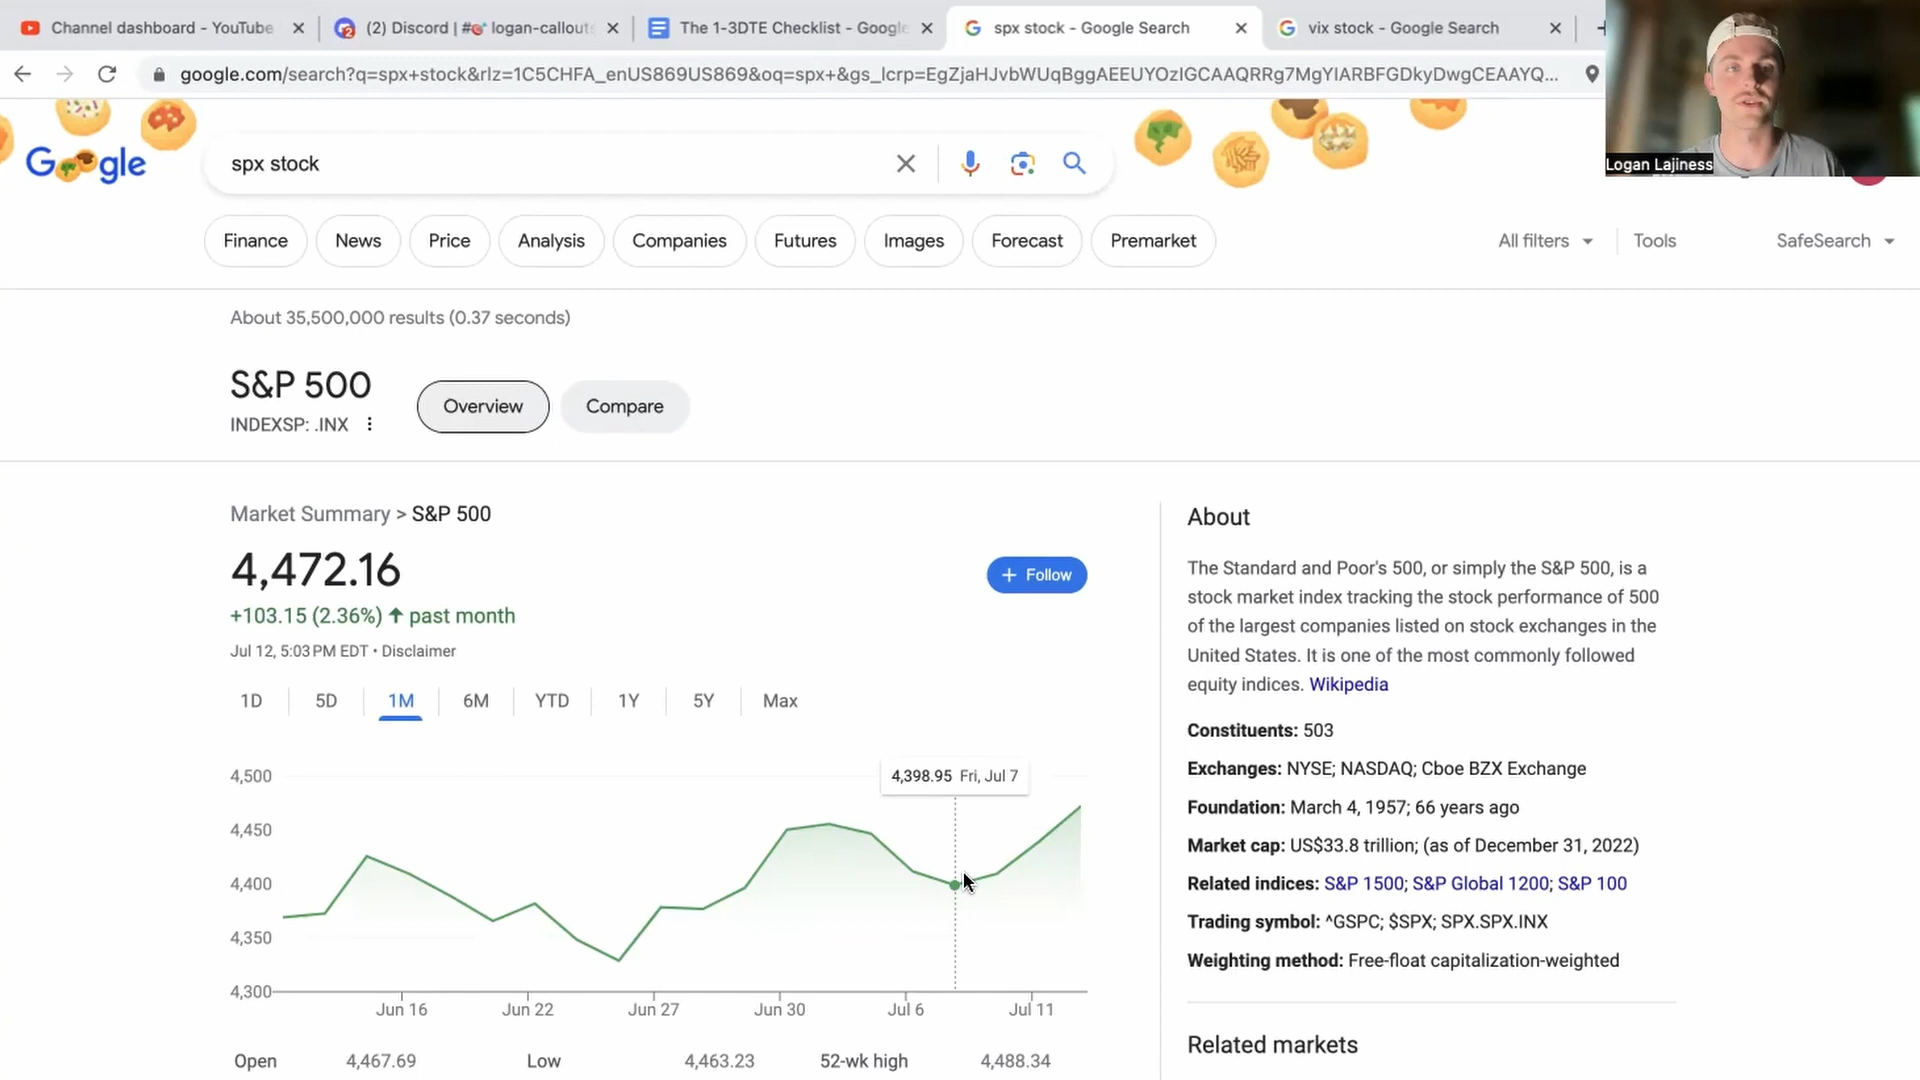 Channel dashboard - YouTube
(2) Discord | # logan-callouts
The 1-3DTE Checklist - Google
spx stock - Google Search
vix stock - Google Search
google.com/search?q=spx+stock&rlz=1C5CHFA_enUS869US869&oq=spx+&gs_lcrp=EgZjaHJvbWUqBggAEEUYOzIGCAAQRRg7MgYIARBFGDkyDwgCEAAYQ...
Logan Lajiness
Google
spx stock
Finance
News
Price
Analysis
Companies
Futures
Images
Forecast
Premarket
All filters
Tools
SafeSearch
About 35,500,000 results (0.37 seconds)
S&P 500
INDEXSP: .INX
Overview
Compare
Market Summary > S&P 500
4,472.16
+ Follow
+103.15 (2.36%) ↑ past month
Jul 12, 5:03 PM EDT • Disclaimer
1D
5D
1M
6M
YTD
1Y
5Y
Max
4,500
4,450
4,400
4,350
4,300
4,398.95 Fri, Jul 7
Jun 16
Jun 22
Jun 27
Jun 30
Jul 6
Jul 11
Open 4,467.69
Low 4,463.23
52-wk high 4,488.34
About
The Standard and Poor's 500, or simply the S&P 500, is a
stock market index tracking the stock performance of 500
of the largest companies listed on stock exchanges in the
United States. It is one of the most commonly followed
equity indices. Wikipedia
Constituents: 503
Exchanges: NYSE; NASDAQ; Cboe BZX Exchange
Foundation: March 4, 1957; 66 years ago
Market cap: US$33.8 trillion; (as of December 31, 2022)
Related indices: S&P 1500; S&P Global 1200; S&P 100
Trading symbol: ^GSPC; $SPX; SPX.SPX.INX
Weighting method: Free-float capitalization-weighted
Related markets